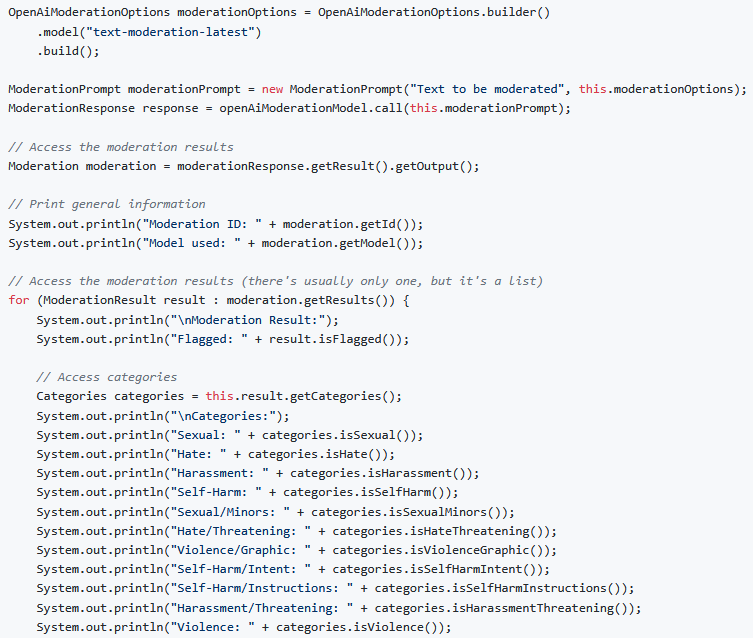 OpenAiModerationOptions moderationOptions = OpenAiModerationOptions.builder()
    .model("text-moderation-latest")
    .build();

ModerationPrompt moderationPrompt = new ModerationPrompt("Text to be moderated", this.moderationOptions);
ModerationResponse response = openAiModerationModel.call(this.moderationPrompt);

// Access the moderation results
Moderation moderation = moderationResponse.getResult().getOutput();

// Print general information
System.out.println("Moderation ID: " + moderation.getId());
System.out.println("Model used: " + moderation.getModel());

// Access the moderation results (there's usually only one, but it's a list)
for (ModerationResult result : moderation.getResults()) {
    System.out.println("\nModeration Result:");
    System.out.println("Flagged: " + result.isFlagged());

    // Access categories
    Categories categories = this.result.getCategories();
    System.out.println("\nCategories:");
    System.out.println("Sexual: " + categories.isSexual());
    System.out.println("Hate: " + categories.isHate());
    System.out.println("Harassment: " + categories.isHarassment());
    System.out.println("Self-Harm: " + categories.isSelfHarm());
    System.out.println("Sexual/Minors: " + categories.isSexualMinors());
    System.out.println("Hate/Threatening: " + categories.isHateThreatening());
    System.out.println("Violence/Graphic: " + categories.isViolenceGraphic());
    System.out.println("Self-Harm/Intent: " + categories.isSelfHarmIntent());
    System.out.println("Self-Harm/Instructions: " + categories.isSelfHarmInstructions());
    System.out.println("Harassment/Threatening: " + categories.isHarassmentThreatening());
    System.out.println("Violence: " + categories.isViolence());